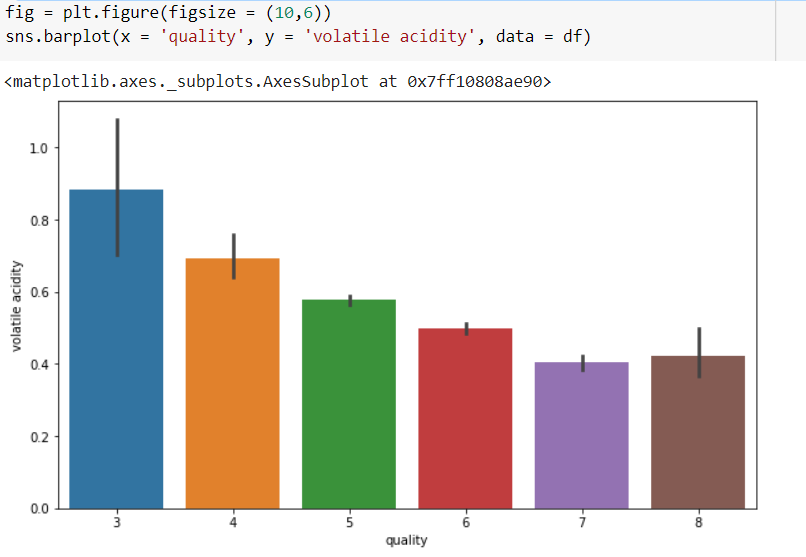 fig = plt.figure(figsize = (10,6))
sns.barplot(x = 'quality', y = 'volatile acidity', data = df)
<matplotlib.axes._subplots.AxesSubplot at 0x7ff10808ae90>
1.0
0.8
0.6
0.4
0.2
0.0
volatile acidity
3 4 5 6 7 8
quality